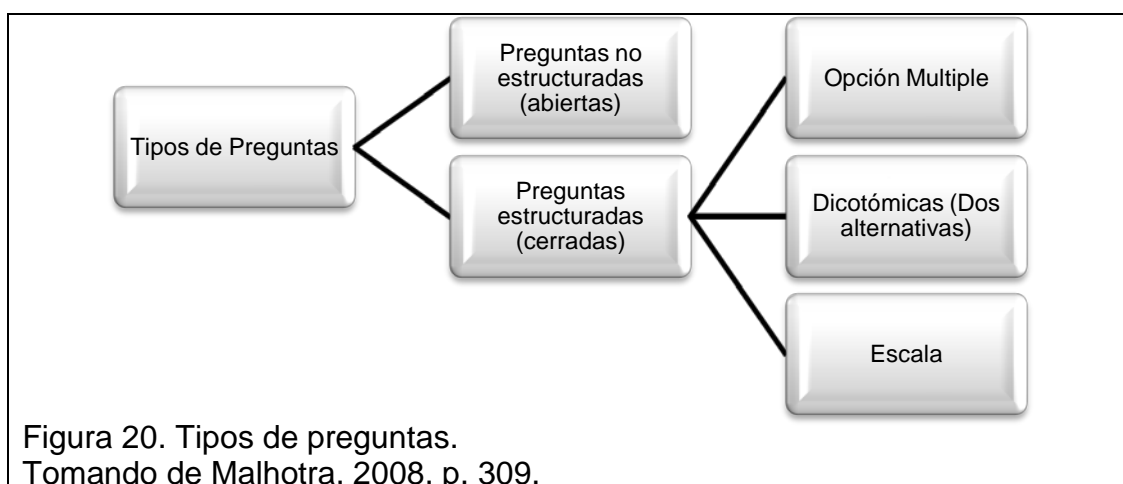 Tipos de Preguntas
Preguntas no
estructuradas
(abiertas)
Preguntas
estructuradas
(cerradas)
Opción Multiple
Dicotómicas (Dos
alternativas)
Escala
Figura 20. Tipos de preguntas.
Tomando de Malhotra, 2008, p. 309.